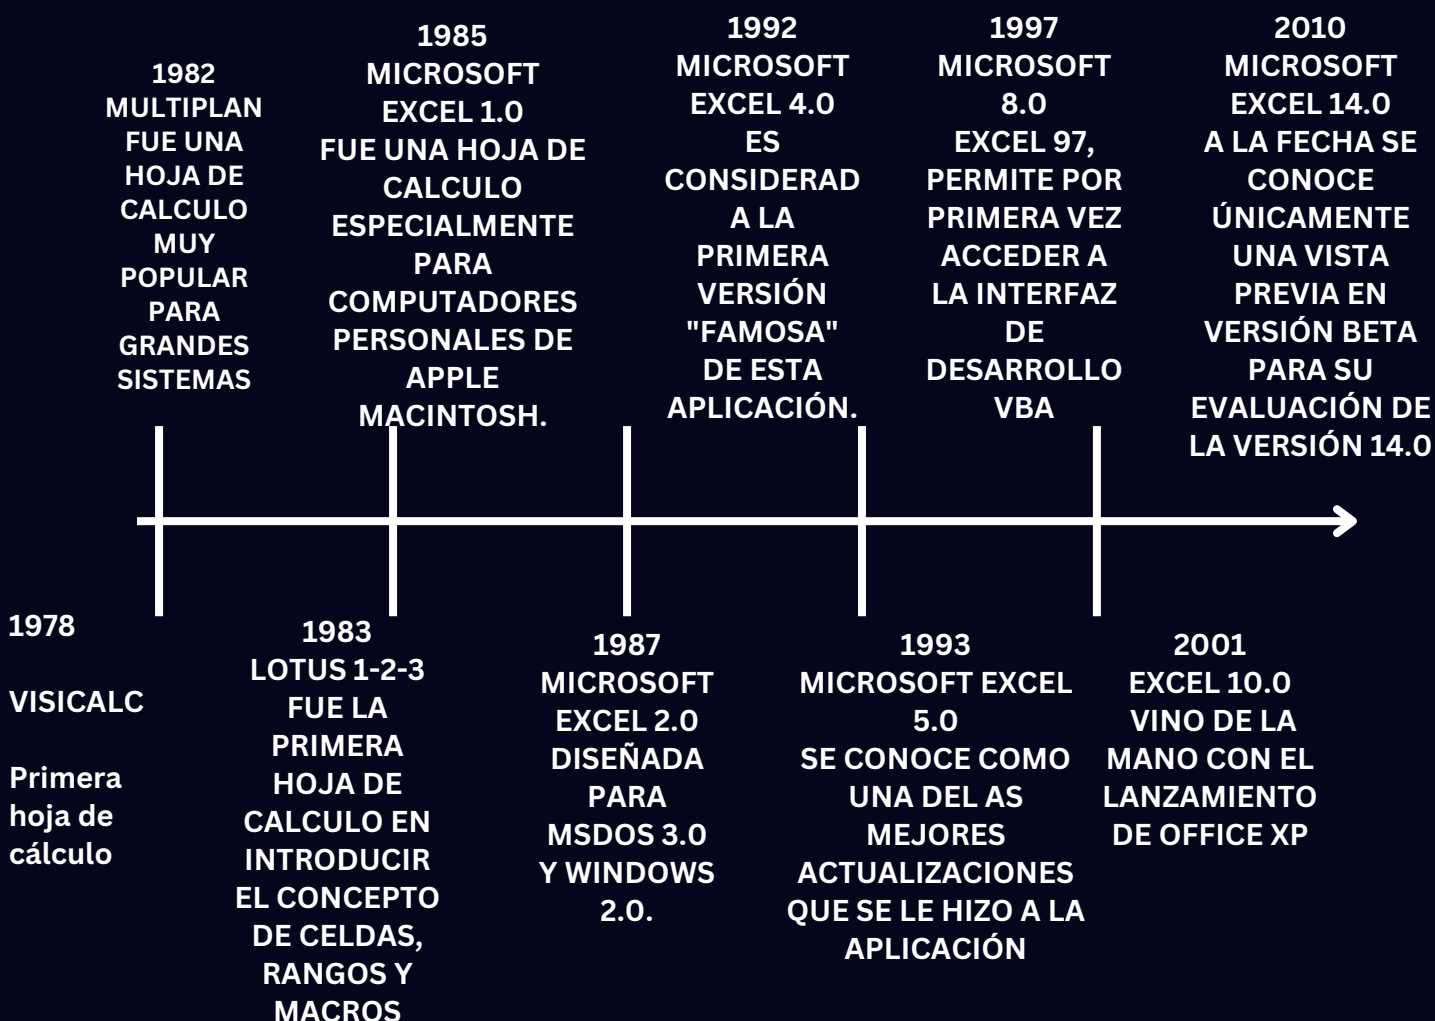 1982
MULTIPLAN
FUE UNA
HOJA DE
CALCULO
MUY
POPULAR
PARA
GRANDES
SISTEMAS
1985
MICROSOFT
EXCEL 1.0
FUE UNA HOJA DE
CALCULO
ESPECIALMENTE
PARA
COMPUTADORES
PERSONALES DE
APPLE
MACINTOSH.
1992
MICROSOFT
EXCEL 4.0
ES
CONSIDERAD
A LA
PRIMERA
VERSIÓN
"FAMOSA"
DE ESTA
APLICACIÓN.
1997
MICROSOFT
8.0
EXCEL 97,
PERMITE POR
PRIMERA VEZ
ACCEDER A
LA INTERFAZ
DE
DESARROLLO
VBA
2010
MICROSOFT
EXCEL 14.0
A LA FECHA SE
CONOCE
ÚNICAMENTE
UNA VISTA
PREVIA EN
VERSIÓN BETA
PARA SU
EVALUACIÓN DE
LA VERSIÓN 14.0
1978
VISICALC
Primera
hoja de
cálculo
1983
LOTUS 1-2-3
FUE LA
PRIMERA
HOJA DE
CALCULO EN
INTRODUCIR
EL CONCEPTO
DE CELDAS,
RANGOS Y
MACROS
1987
MICROSOFT
EXCEL 2.0
DISEÑADA
PARA
MSDOS 3.0
Y WINDOWS
2.0.
1993
MICROSOFT EXCEL
5.0
SE CONOCE COMO
UNA DEL AS
MEJORES
ACTUALIZACIONES
QUE SE LE HIZO A LA
APLICACIÓN
2001
EXCEL 10.0
VINO DE LA
MANO CON EL
LANZAMIENTO
DE OFFICE XP